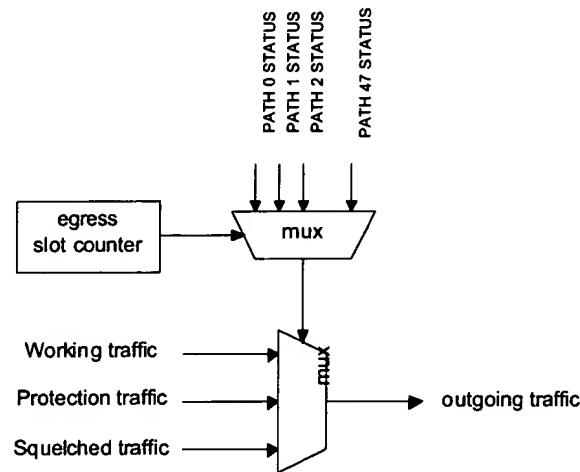 PATH 0 STATUS
PATH 1 STATUS
PATH 2 STATUS
PATH 47 STATUS
egress
slot counter
mux
Working traffic
mux
Protection traffic
outgoing traffic
Squelched traffic